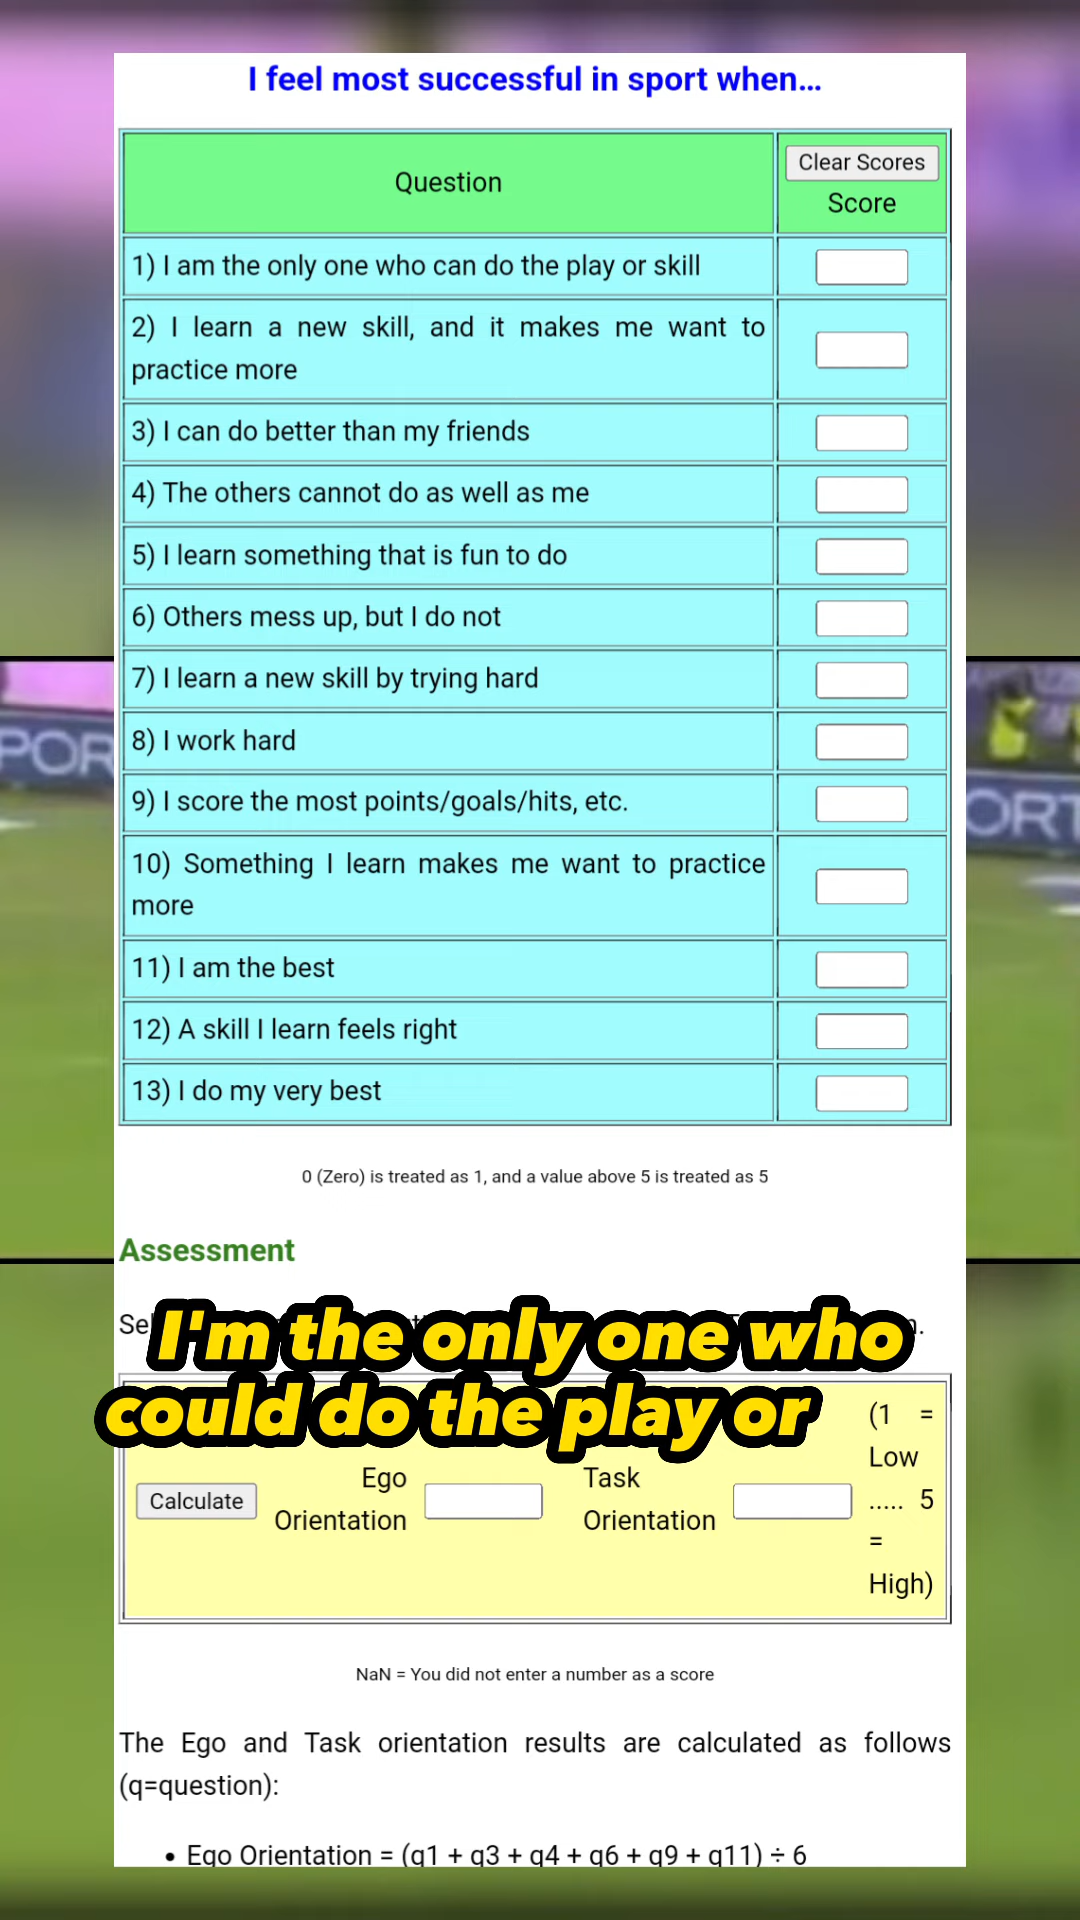 I feel most successful in sport when...
Question
Clear Scores
Score
1) I am the only one who can do the play or skill
2) I learn a new skill, and it makes me want to
practice more
3) I can do better than my friends
4) The others cannot do as well as me
5) I learn something that is fun to do
6) Others mess up, but I do not
7) I learn a new skill by trying hard
8) I work hard
POR
9) I score the most points/goals/hits, etc.
ORT
10) Something I learn makes me want to practice
more
11) I am the best
12) A skill I learn feels right
13) I do my very best
0 (Zero) is treated as 1, and a value above 5 is treated as 5
Assessment
I'm the only one who
could do the play or
Calculate
Ego
Orientation
Task
Orientation
(1 =
Low
..... 5
=
High)
NaN = You did not enter a number as a score
The Ego and Task orientation results are calculated as follows
(q=question):
• Ego Orientation = (q1 + q3 + q4 + q6 + q9 + q11) ÷ 6